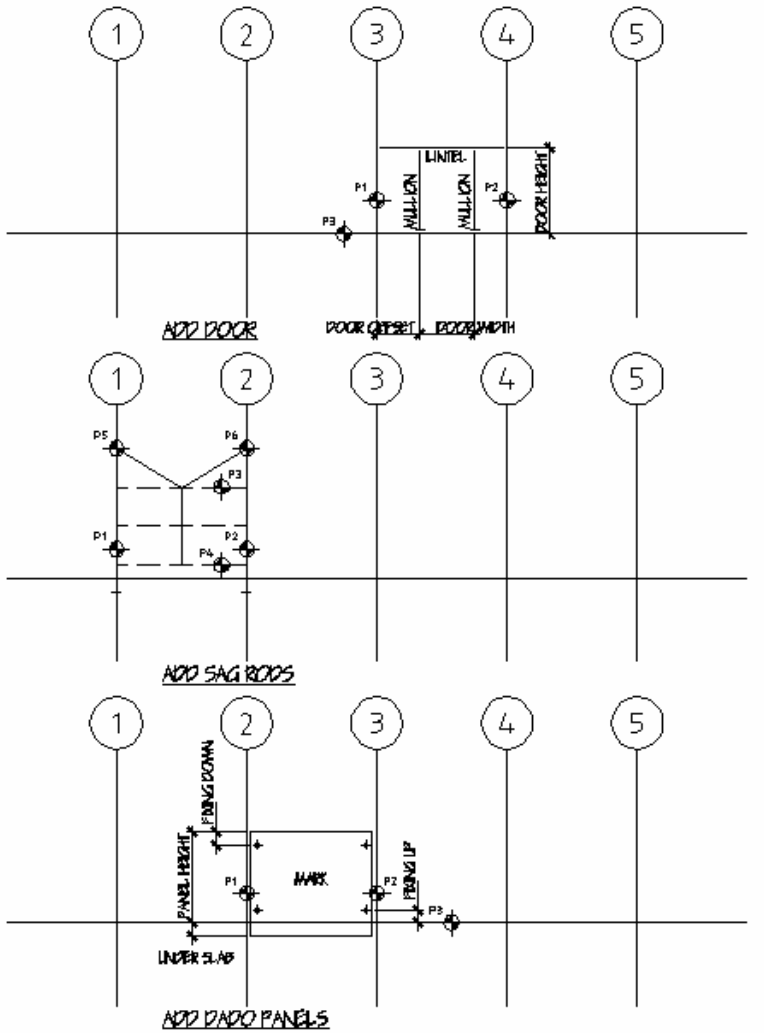 1 2 3 4 5
LINTEL
P1 MULLION MULLION P2 DOOR HEIGHT
P3
ADD DOOR
DOOR OFFSET DOOR WIDTH
1 2 3 4 5
P5 P6
P3
P1 P2
P4
ADD SAG RODS
1 2 3 4 5
FIXING DOWN
PANEL HEIGHT
P1 MARK P2 FIXING UP
P3
UNDER SLAB
ADD DADO PANELS